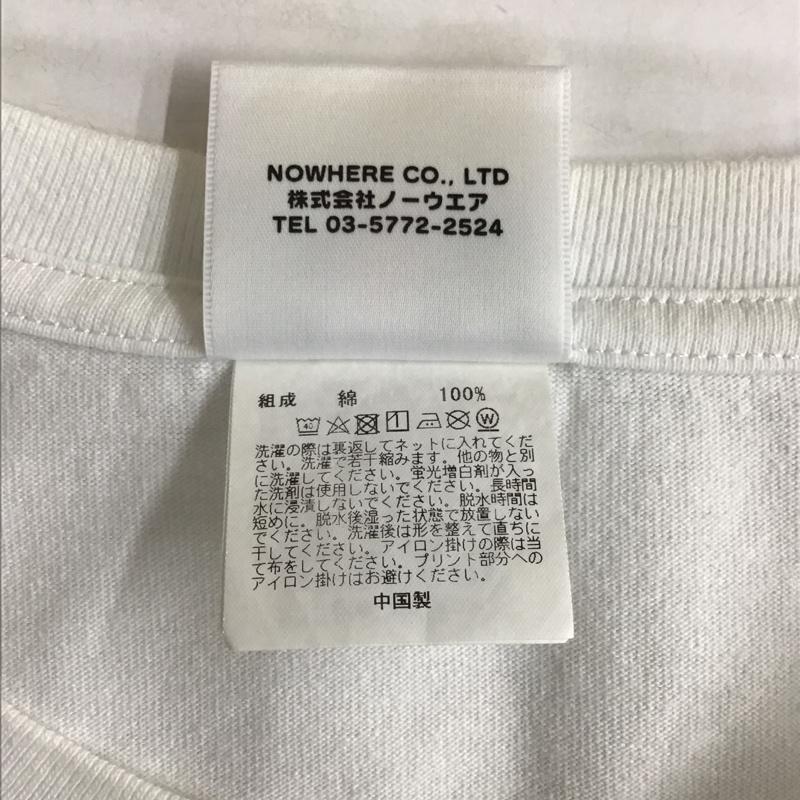 NOWHERE CO., LTD
株式会社ノーウエア
TEL 03-5772-2524
組成 綿 100%
40 W
洗濯の際は裏返してネットに入れてくだ
さい。洗濯で若干縮みます。他の物と別
に洗濯してください。蛍光増白剤が入っ
た洗剤は使用しないでください。長時間
水に浸漬しないでください。脱水時間は
短めに。脱水後湿った状態で放置しない
でください。洗濯後は形を整えて直ちに
干してください。アイロン掛けの際は当
て布をしてください。プリント部分への
アイロン掛けはお避けください。
中国製